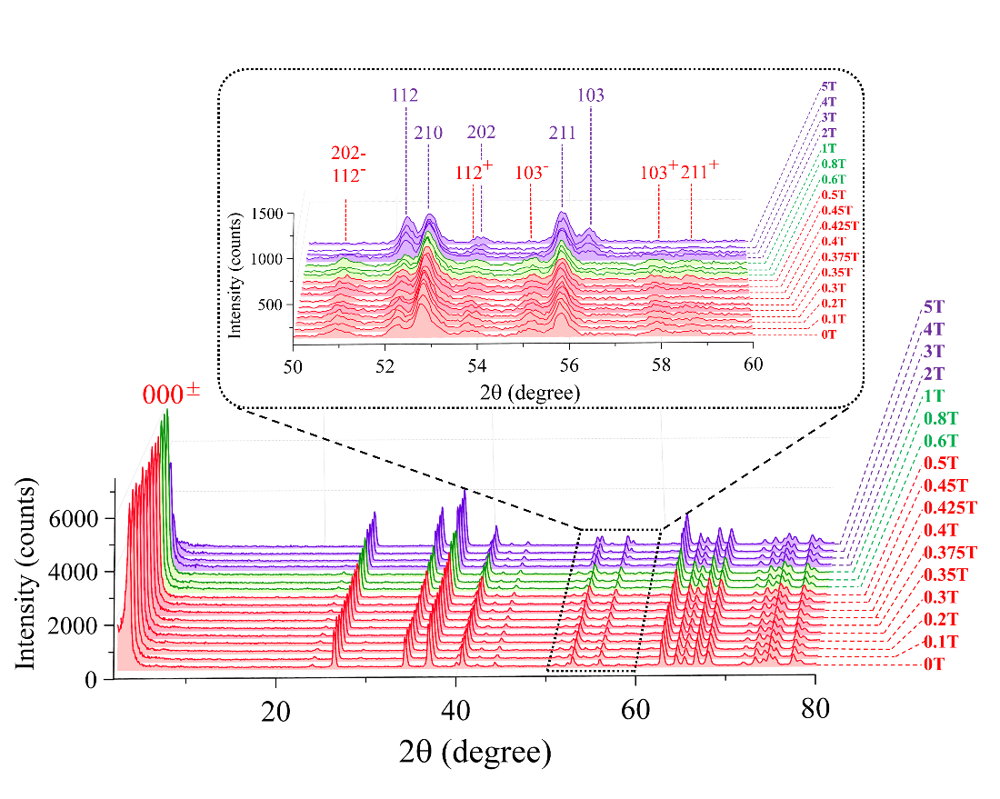 112
103
210
202
211
202-
112⁻
112⁺
103⁻
103⁺
211⁺
5T
4T
3T
2T
1T
0.8T
0.6T
0.5T
0.45T
0.425T
0.4T
0.375T
0.35T
0.3T
0.2T
0.1T
0T
Intensity (counts)
1500
1000
500
50
52
54
56
58
60
2θ (degree)
000±
5T
4T
3T
2T
1T
0.8T
0.6T
0.5T
0.45T
0.425T
0.4T
0.375T
0.35T
0.3T
0.2T
0.1T
0T
Intensity (counts)
6000
4000
2000
0
20
40
60
80
2θ (degree)